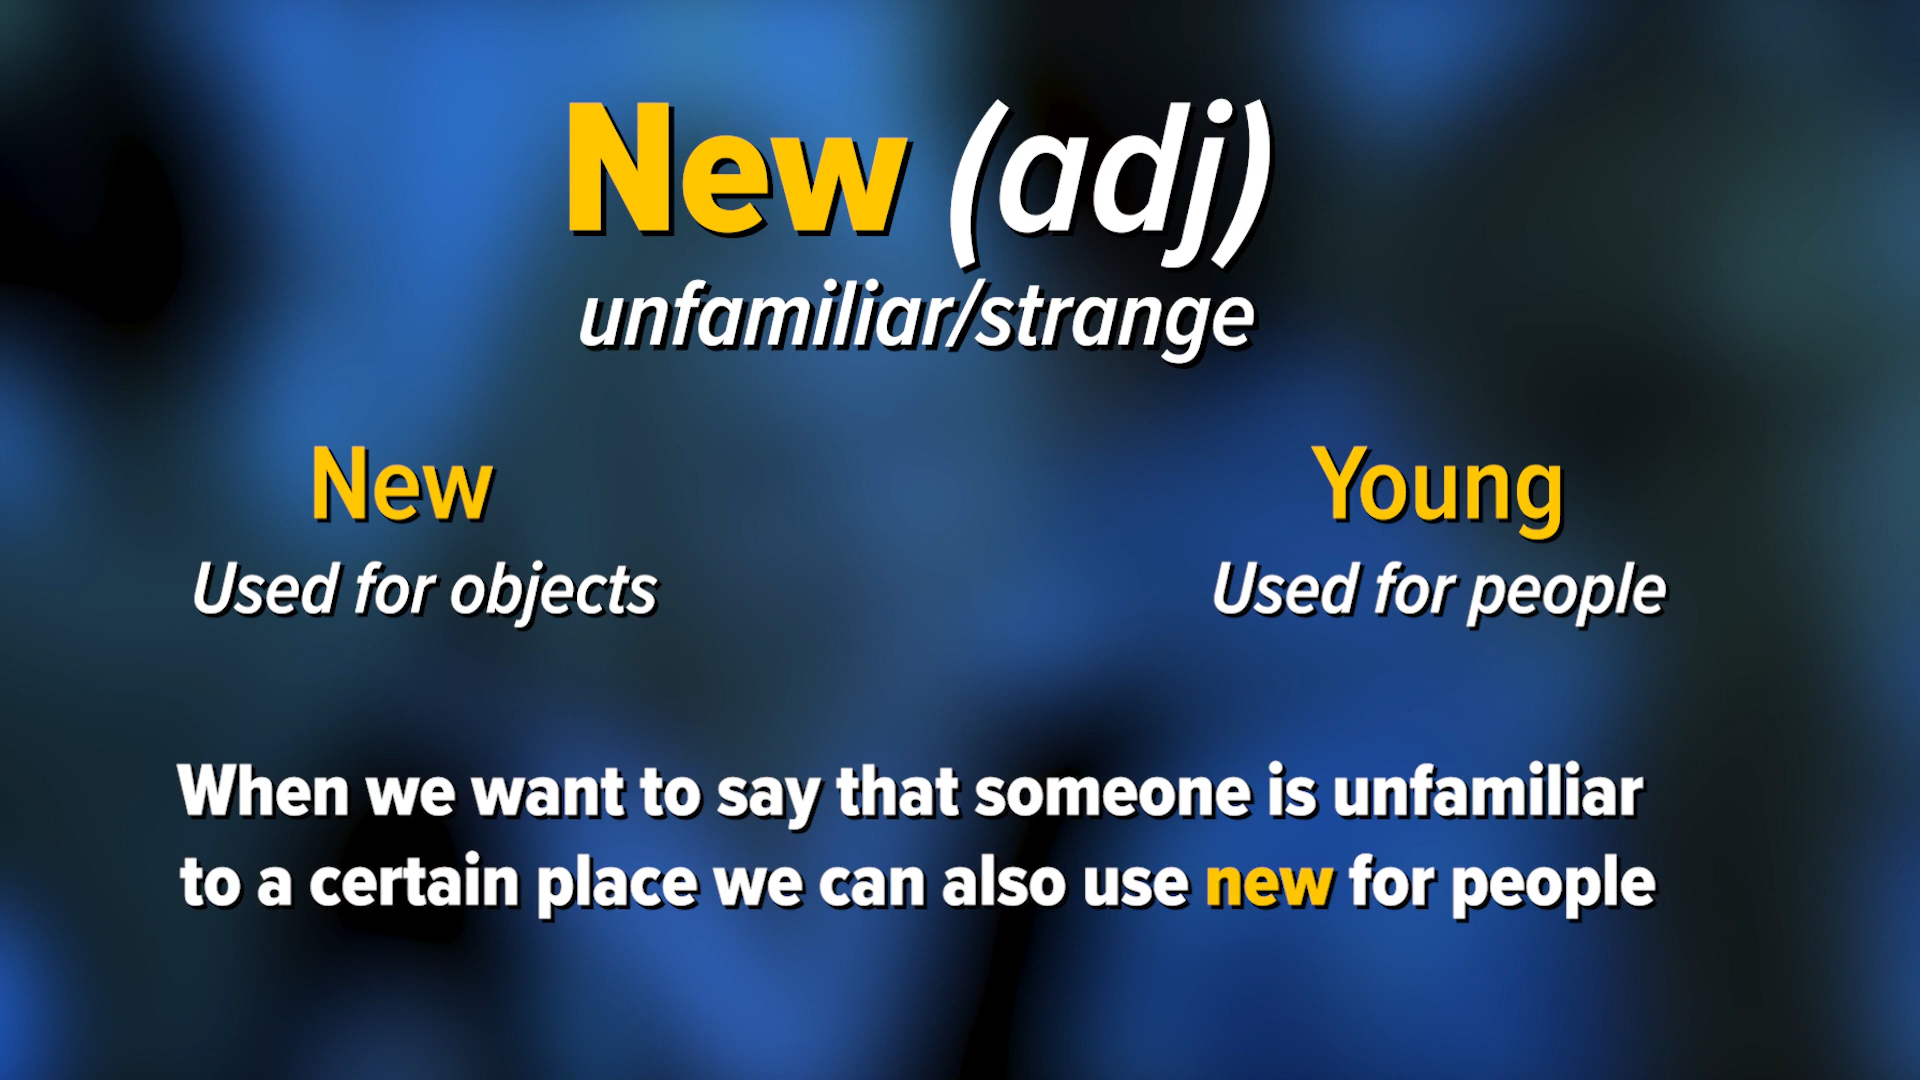 New (adj)
unfamiliar/strange
New
Used for objects
Young
Used for people
When we want to say that someone is unfamiliar
to a certain place we can also use new for people